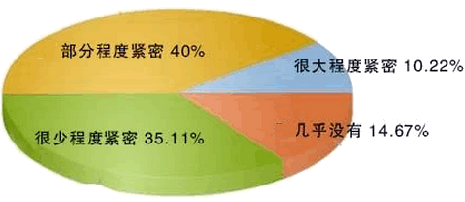 部分程度紧密 40%
很大程度紧密 10.22%
很少程度紧密 35.11%
几乎没有 14.67%